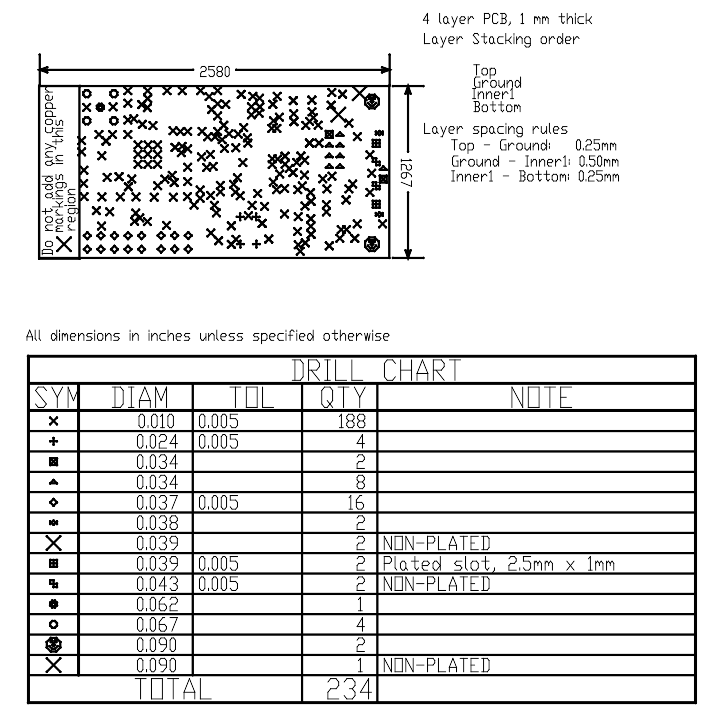 4 layer PCB, 1 mm thick
Layer Stacking order
Top
Ground
Inner1
Bottom
Layer spacing rules
Top - Ground: 0.25mm
Ground - Inner1: 0.50mm
Inner1 - Bottom: 0.25mm
2580
1267
Do not add any copper
markings in this
region
All dimensions in inches unless specified otherwise
DRILL CHART
SYM DIAM TOL QTY NOTE
0.010 0.005 188
0.024 0.005 4
0.034 2
0.034 8
0.037 0.005 16
0.038 2
0.039 2 NON-PLATED
0.039 0.005 2 Plated slot, 2.5mm x 1mm
0.043 0.005 2 NON-PLATED
0.062 1
0.067 4
0.090 2
0.090 1 NON-PLATED
TOTAL 234